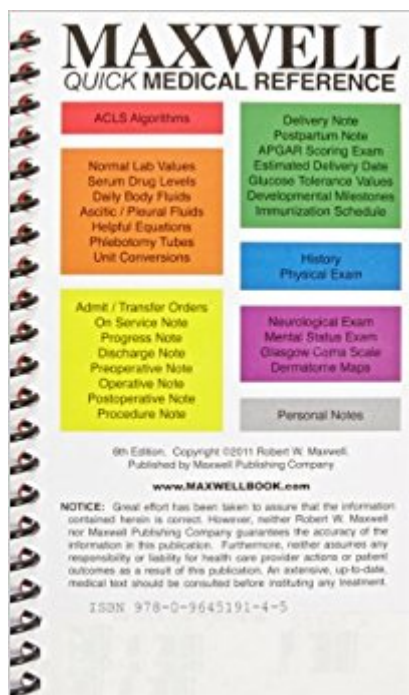 MAXWELL
QUICK MEDICAL REFERENCE
ACLS Algorithms
Normal Lab Values
Serum Drug Levels
Daily Body Fluids
Ascitic / Pleural Fluids
Helpful Equations
Phlebotomy Tubes
Unit Conversions
Admit / Transfer Orders
On Service Note
Progress Note
Discharge Note
Preoperative Note
Operative Note
Postoperative Note
Procedure Note
Delivery Note
Postpartum Note
APGAR Scoring Exam
Estimated Delivery Date
Glucose Tolerance Values
Developmental Milestones
Immunization Schedule
History
Physical Exam
Neurological Exam
Mental Status Exam
Glasgow Coma Scale
Dermatome Maps
Personal Notes
6th Edition. Copyright ©2011 Robert W. Maxwell.
Published by Maxwell Publishing Company
www.MAXWELLBOOK.com
NOTICE: Great effort has been taken to assure that the information
contained herein is correct. However, neither Robert W. Maxwell
nor Maxwell Publishing Company guarantees the accuracy of the
information in this publication. Furthermore, neither assumes any
responsibility or liability for health care provider actions or patient
outcomes as a result of this publication. An extensive, up-to-date,
medical text should be consulted before instituting any treatment.
ISBN 978-0-9645191-4-5